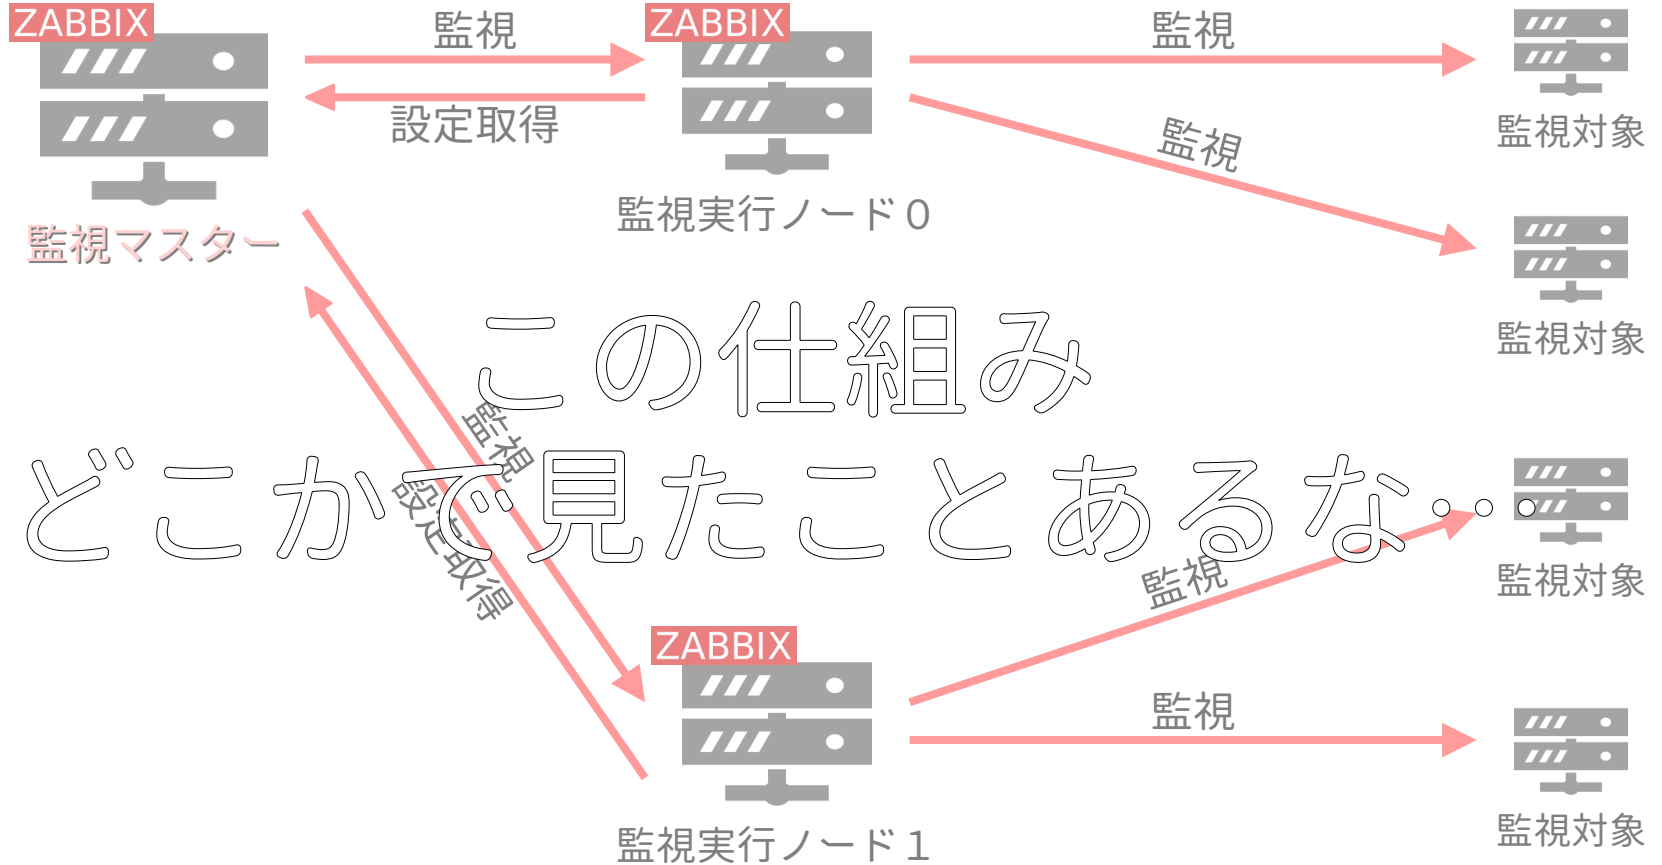 ZABBIX
監視
ZABBIX
監視
設定取得
監視対象
監視
監視実行ノード０
監視マスター
監視対象
この仕組み
監視
どこかで見たことあるな…
設定取得
監視
監視対象
ZABBIX
監視
監視実行ノード１
監視対象